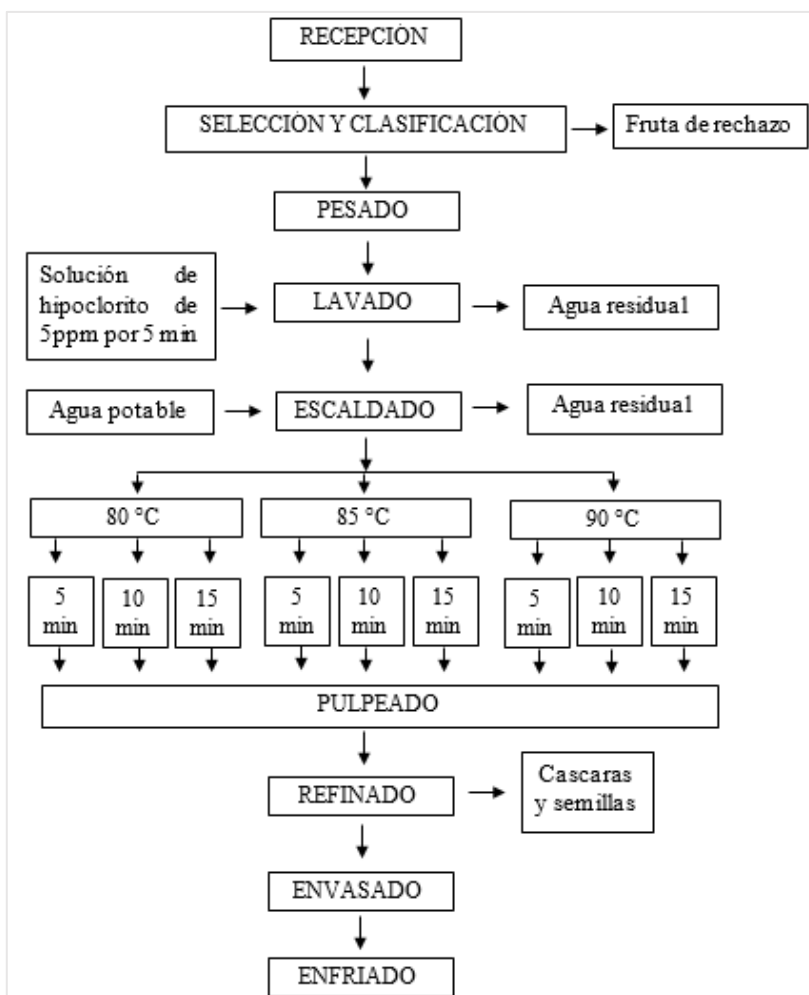 RECEPCIÓN
SELECCIÓN Y CLASIFICACIÓN
Fruta de rechazo
PESADO
Solución de
hipoclorito de
5ppm por 5 min
LAVADO
Agua residual
Agua potable
ESCALDADO
Agua residual
80 °C
85 °C
90 °C
5
min
10
min
15
min
5
min
10
min
15
min
5
min
10
min
15
min
PULPEADO
REFINADO
Cascaras
y semillas
ENVASADO
ENFRIADO